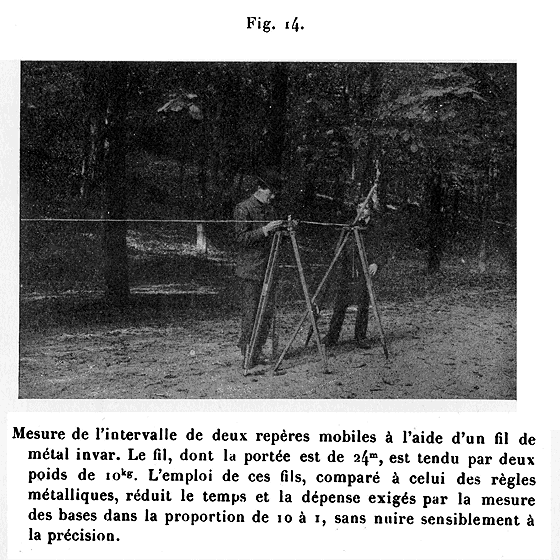 Fig. 14.
Mesure de l'intervalle de deux repères mobiles à l'aide d'un fil de
métal invar. Le fil, dont la portée est de 24ᵐ, est tendu par deux
poids de 10ᵏᵍ. L'emploi de ces fils, comparé à celui des règles
métalliques, réduit le temps et la dépense exigés par la mesure
des bases dans la proportion de 10 à 1, sans nuire sensiblement à
la précision.